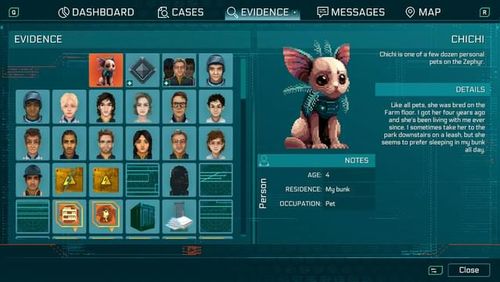 G DASHBOARD CASES EVIDENCE MESSAGES MAP R
EVIDENCE
CHICHI
Chichi is one of a few dozen personal
pets on the Zephyr.
DETAILS
Like all pets, she was bred on the
Farm floor. I got her four years ago
and she's been living with me ever
since. I sometimes take her to the
park downstairs on a leash, but she
seems to prefer sleeping in my bunk
all day.
Person
NOTES
AGE: 4
RESIDENCE: My bunk
OCCUPATION: Pet
Close